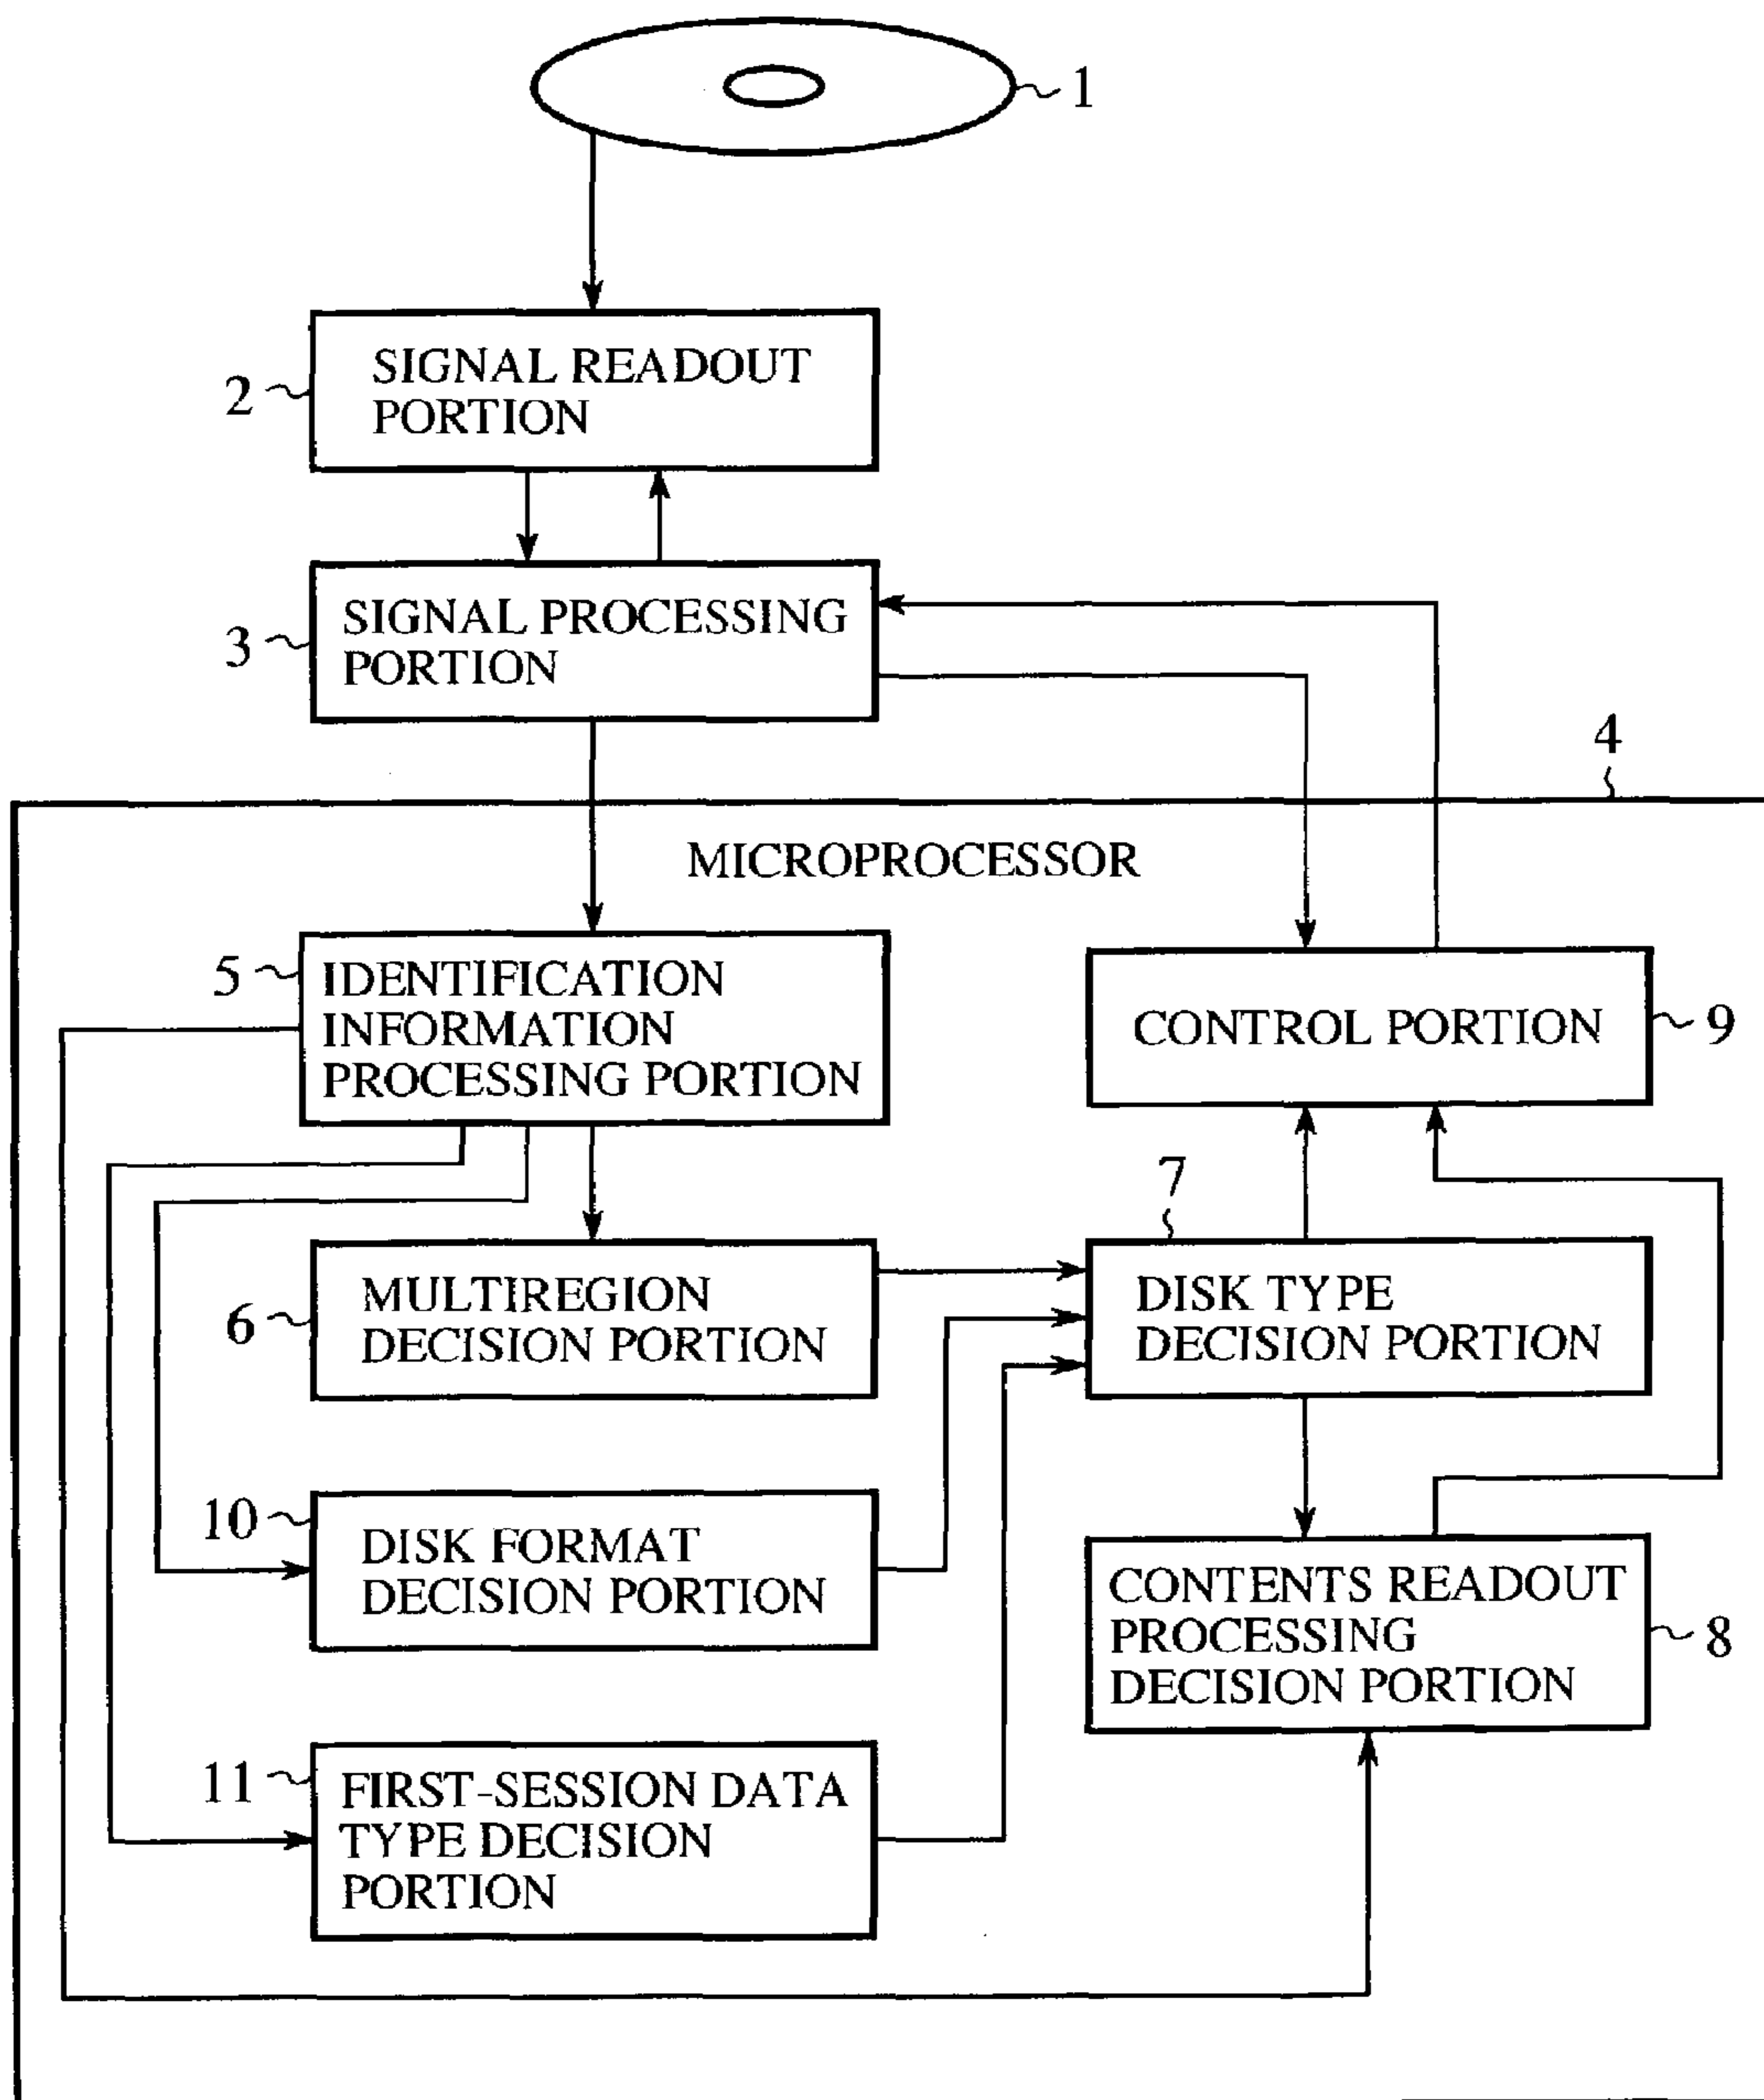 1
2
SIGNAL READOUT
PORTION
3
SIGNAL PROCESSING
PORTION
4
MICROPROCESSOR
5
IDENTIFICATION
INFORMATION
PROCESSING PORTION
CONTROL PORTION
9
6
MULTIREGION
DECISION PORTION
7
DISK TYPE
DECISION PORTION
10
DISK FORMAT
DECISION PORTION
CONTENTS READOUT
PROCESSING
DECISION PORTION
8
11
FIRST-SESSION DATA
TYPE DECISION
PORTION